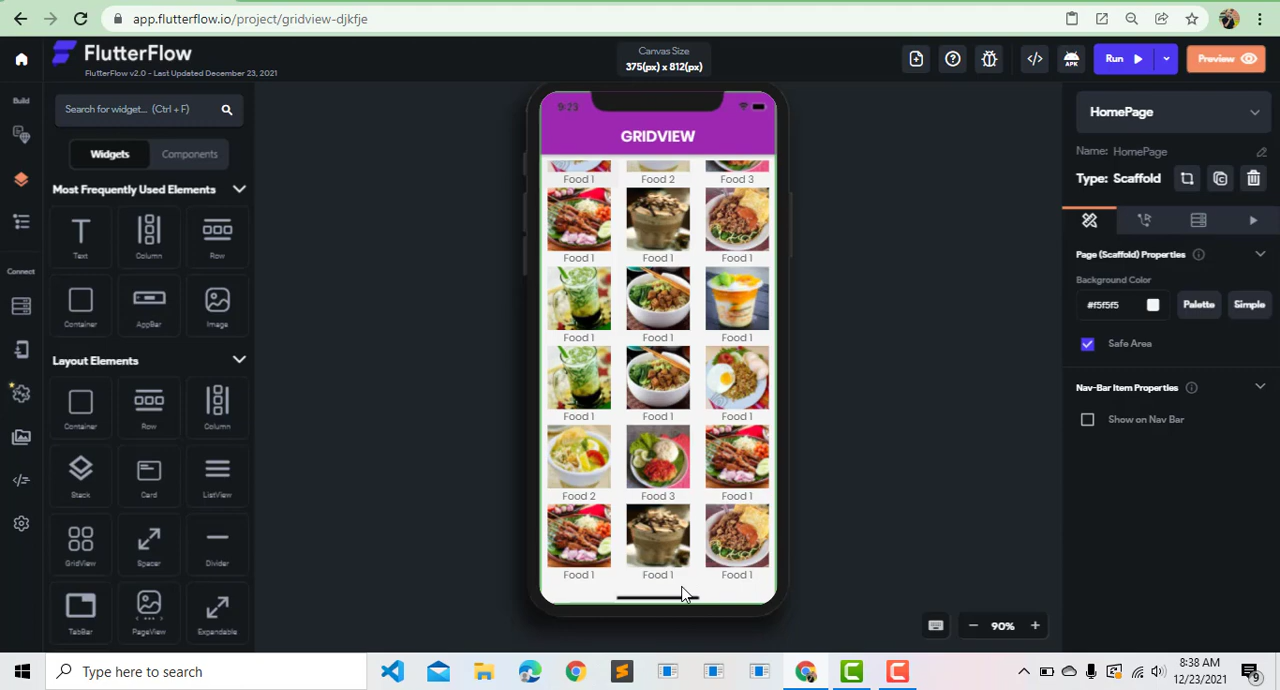 app.flutterflow.io/project/gridview-djkfje
FlutterFlow
FlutterFlow v2.0 - Last Updated December 23, 2021
Canvas Size
375(px) x 812(px)
APK
Run
Preview
Build
Connect
Search for widget... (Ctrl + F)
Widgets
Components
Most Frequently Used Elements
Text
Column
Row
Container
AppBar
Image
Layout Elements
Container
Row
Column
Stack
Card
ListView
GridView
Spacer
Divider
TabBar
PageView
Expandable
9:23
GRIDVIEW
Food 1 Food 2 Food 3
Food 1 Food 1 Food 1
Food 1 Food 1 Food 1
Food 1 Food 1 Food 1
Food 2 Food 3 Food 1
Food 1 Food 1 Food 1
90%
HomePage
Name: HomePage
Type: Scaffold
Page (Scaffold) Properties
Background Color
#f5f5f5
Palette
Simple
Safe Area
Nav-Bar Item Properties
Show on Nav Bar
Type here to search
8:38 AM
12/23/2021
9